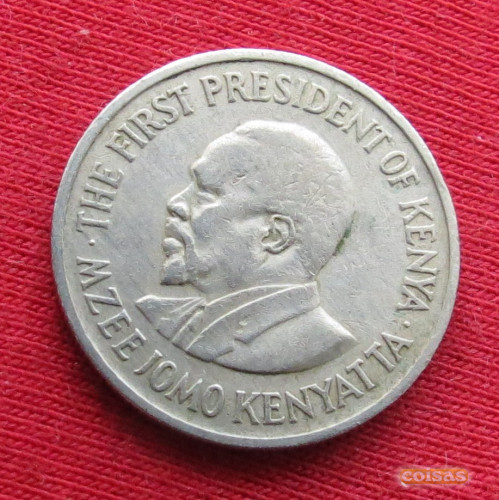 · THE FIRST PRESIDENT OF KENYA ·
MZEE JOMO KENYATTA
coisas